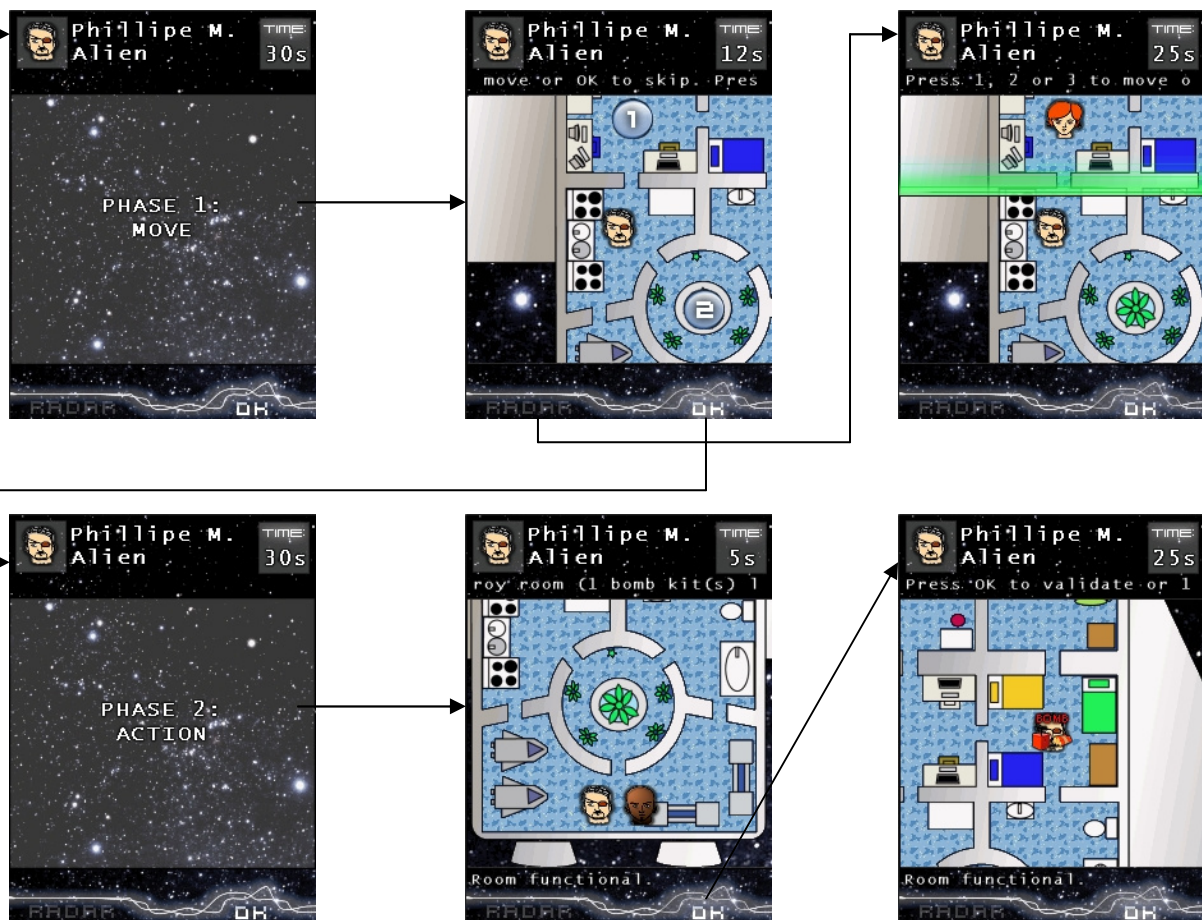 Phillipe M.
Alien
TIME:
30s
PHASE 1:
MOVE
RADAR
OK
Phillipe M.
Alien
TIME:
12s
move or OK to skip. Pres
1
2
RADAR
OK
Phillipe M.
Alien
TIME:
25s
Press 1, 2 or 3 to move o
RADAR
OK
Phillipe M.
Alien
TIME:
30s
PHASE 2:
ACTION
RADAR
OK
Phillipe M.
Alien
TIME:
5s
roy room (1 bomb kit(s) l
Room functional.
RADAR
OK
Phillipe M.
Alien
TIME:
25s
Press OK to validate or 1
BOMB
Room functional.
RADAR
OK